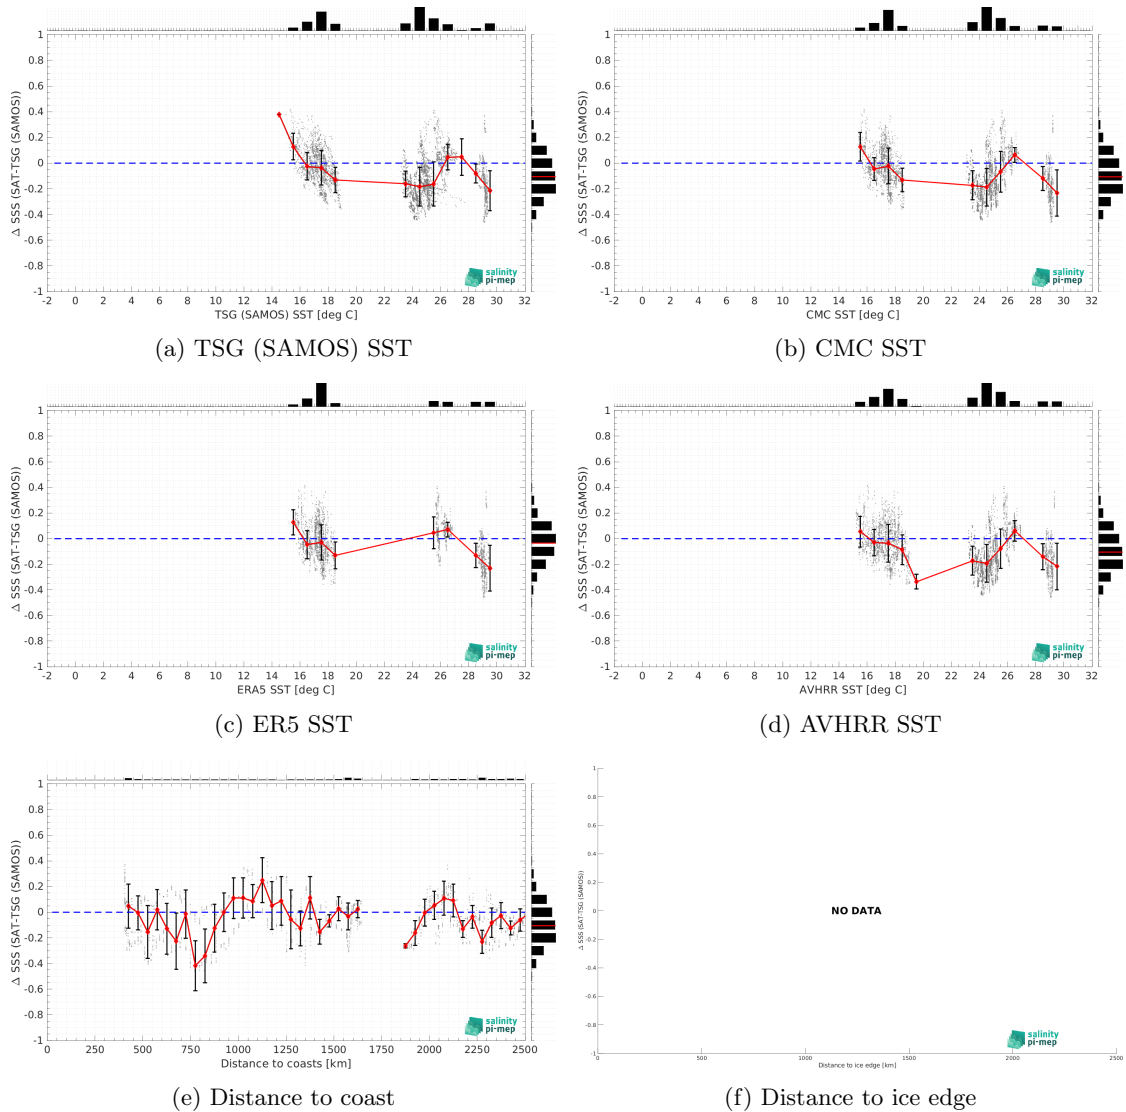 1
0.8
0.6
0.4
0.2
0
-0.2
-0.4
-0.6
-0.8
-1
Δ SSS (SAT-TSG (SAMOS))
salinity
pi-mep
-2 0 2 4 6 8 10 12 14 16 18 20 22 24 26 28 30 32
TSG (SAMOS) SST [deg C]
(a) TSG (SAMOS) SST
1
0.8
0.6
0.4
0.2
0
-0.2
-0.4
-0.6
-0.8
-1
Δ SSS (SAT-TSG (SAMOS))
salinity
pi-mep
-2 0 2 4 6 8 10 12 14 16 18 20 22 24 26 28 30 32
CMC SST [deg C]
(b) CMC SST
1
0.8
0.6
0.4
0.2
0
-0.2
-0.4
-0.6
-0.8
-1
Δ SSS (SAT-TSG (SAMOS))
salinity
pi-mep
-2 0 2 4 6 8 10 12 14 16 18 20 22 24 26 28 30 32
ERA5 SST [deg C]
(c) ER5 SST
1
0.8
0.6
0.4
0.2
0
-0.2
-0.4
-0.6
-0.8
-1
Δ SSS (SAT-TSG (SAMOS))
salinity
pi-mep
-2 0 2 4 6 8 10 12 14 16 18 20 22 24 26 28 30 32
AVHRR SST [deg C]
(d) AVHRR SST
1
0.8
0.6
0.4
0.2
0
-0.2
-0.4
-0.6
-0.8
-1
Δ SSS (SAT-TSG (SAMOS))
salinity
pi-mep
0 250 500 750 1000 1250 1500 1750 2000 2250 2500
Distance to coasts [km]
(e) Distance to coast
1
0.8
0.6
0.4
0.2
0
-0.2
-0.4
-0.6
-0.8
-1
Δ SSS (SAT-TSG (SAMOS))
NO DATA
salinity
pi-mep
0 500 1000 1500 2000 2500
Distance to ice edge [km]
(f) Distance to ice edge